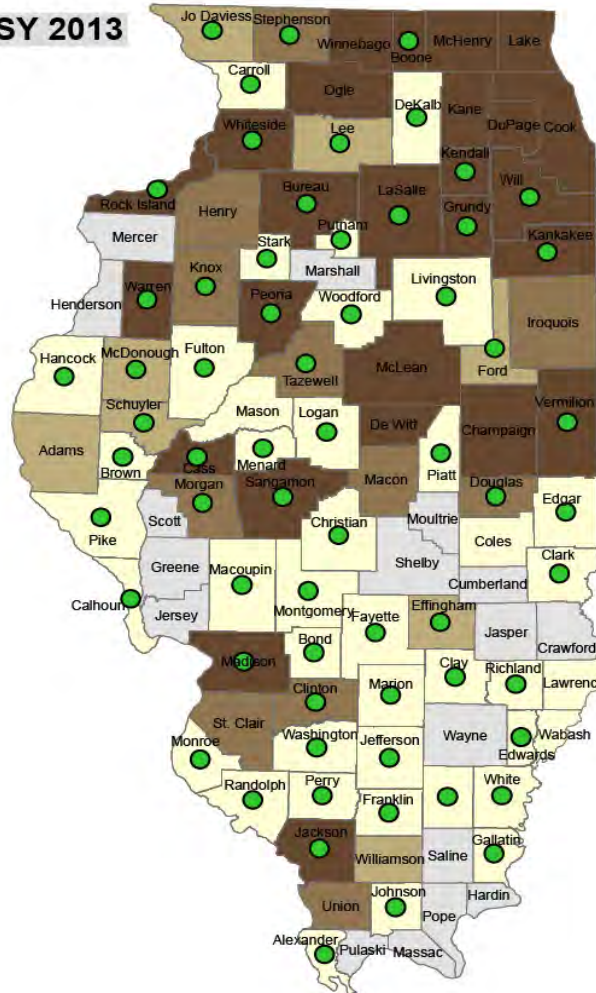 SY 2013
Jo Daviess
Stephenson
Winnebago
Boone
McHenry
Lake
Carroll
Ogle
DeKalb
Kane
DuPage
Cook
Whiteside
Lee
Kendall
Will
Rock Island
Henry
Bureau
LaSalle
Grundy
Kankakee
Mercer
Putnam
Stark
Marshall
Livingston
Henderson
Warren
Knox
Peoria
Woodford
Iroquois
Hancock
McDonough
Fulton
Tazewell
McLean
Ford
Schuyler
Mason
Logan
De Witt
Champaign
Vermilion
Adams
Brown
Cass
Menard
Piatt
Morgan
Sangamon
Macon
Douglas
Edgar
Pike
Scott
Christian
Moultrie
Coles
Greene
Macoupin
Shelby
Clark
Cumberland
Calhoun
Jersey
Montgomery
Fayette
Effingham
Jasper
Crawford
Madison
Bond
Clay
Richland
Lawrenc
Clinton
Marion
St. Clair
Wayne
Wabash
Monroe
Washington
Jefferson
Edwards
Randolph
Perry
Franklin
White
Jackson
Williamson
Saline
Gallatin
Union
Johnson
Pope
Hardin
Alexander
Pulaski
Massac